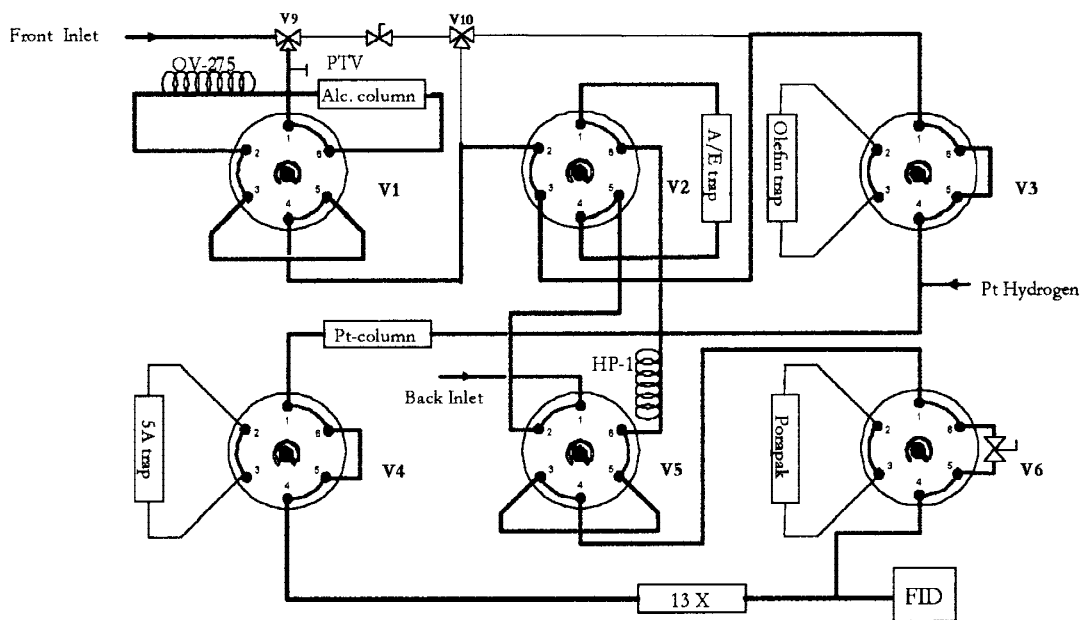 V9
V10
Front Inlet
OV-275
PTV
Alc. column
1
2
6
3
5
4
V1
1
2
6
3
5
4
V2
A/E trap
Olefin trap
1
2
6
3
5
4
V3
Pt Hydrogen
Pt-column
HP-1
Back Inlet
5A trap
1
2
6
3
5
4
V4
1
2
6
3
5
4
V5
Porapak
1
2
6
3
5
4
V6
13 X
FID